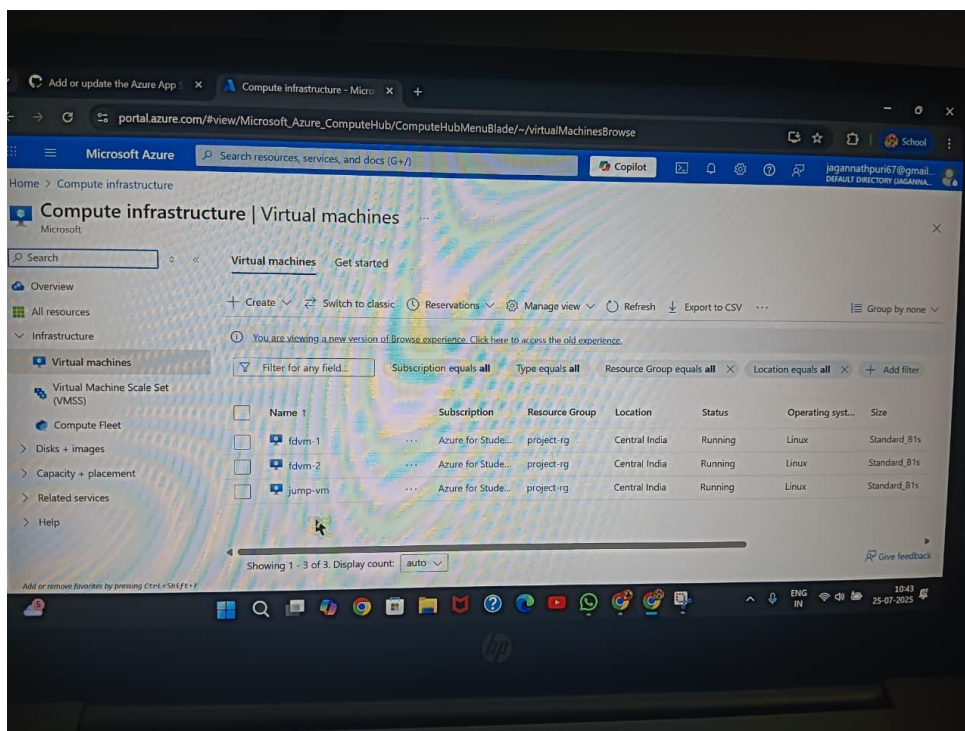 Add or update the Azure App S
Compute infrastructure - Micro
portal.azure.com/#view/Microsoft_Azure_ComputeHub/ComputeHubMenuBlade/~/virtualMachinesBrowse
School
Microsoft Azure
Search resources, services, and docs (G+/)
Copilot
jagannathpuri67@gmail...
DEFAULT DIRECTORY (JAGANNA...
Home > Compute infrastructure
Compute infrastructure | Virtual machines ...
Microsoft
Search
Overview
All resources
Infrastructure
Virtual machines
Virtual Machine Scale Set
(VMSS)
Compute Fleet
Disks + images
Capacity + placement
Related services
Help
Virtual machines Get started
+ Create Switch to classic Reservations Manage view Refresh Export to CSV ... Group by none
You are viewing a new version of Browse experience. Click here to access the old experience.
Filter for any field... Subscription equals all Type equals all Resource Group equals all Location equals all + Add filter
Name ↑ Subscription Resource Group Location Status Operating syst... Size
fdvm-1 ... Azure for Stude... project-rg Central India Running Linux Standard_B1s
fdvm-2 ... Azure for Stude... project-rg Central India Running Linux Standard_B1s
jump-vm ... Azure for Stude... project-rg Central India Running Linux Standard_B1s
Showing 1 - 3 of 3. Display count: auto
Give feedback
Add or remove favorites by pressing Ctrl+Shift+F
ENG
IN
10:43
25-07-2025
hp